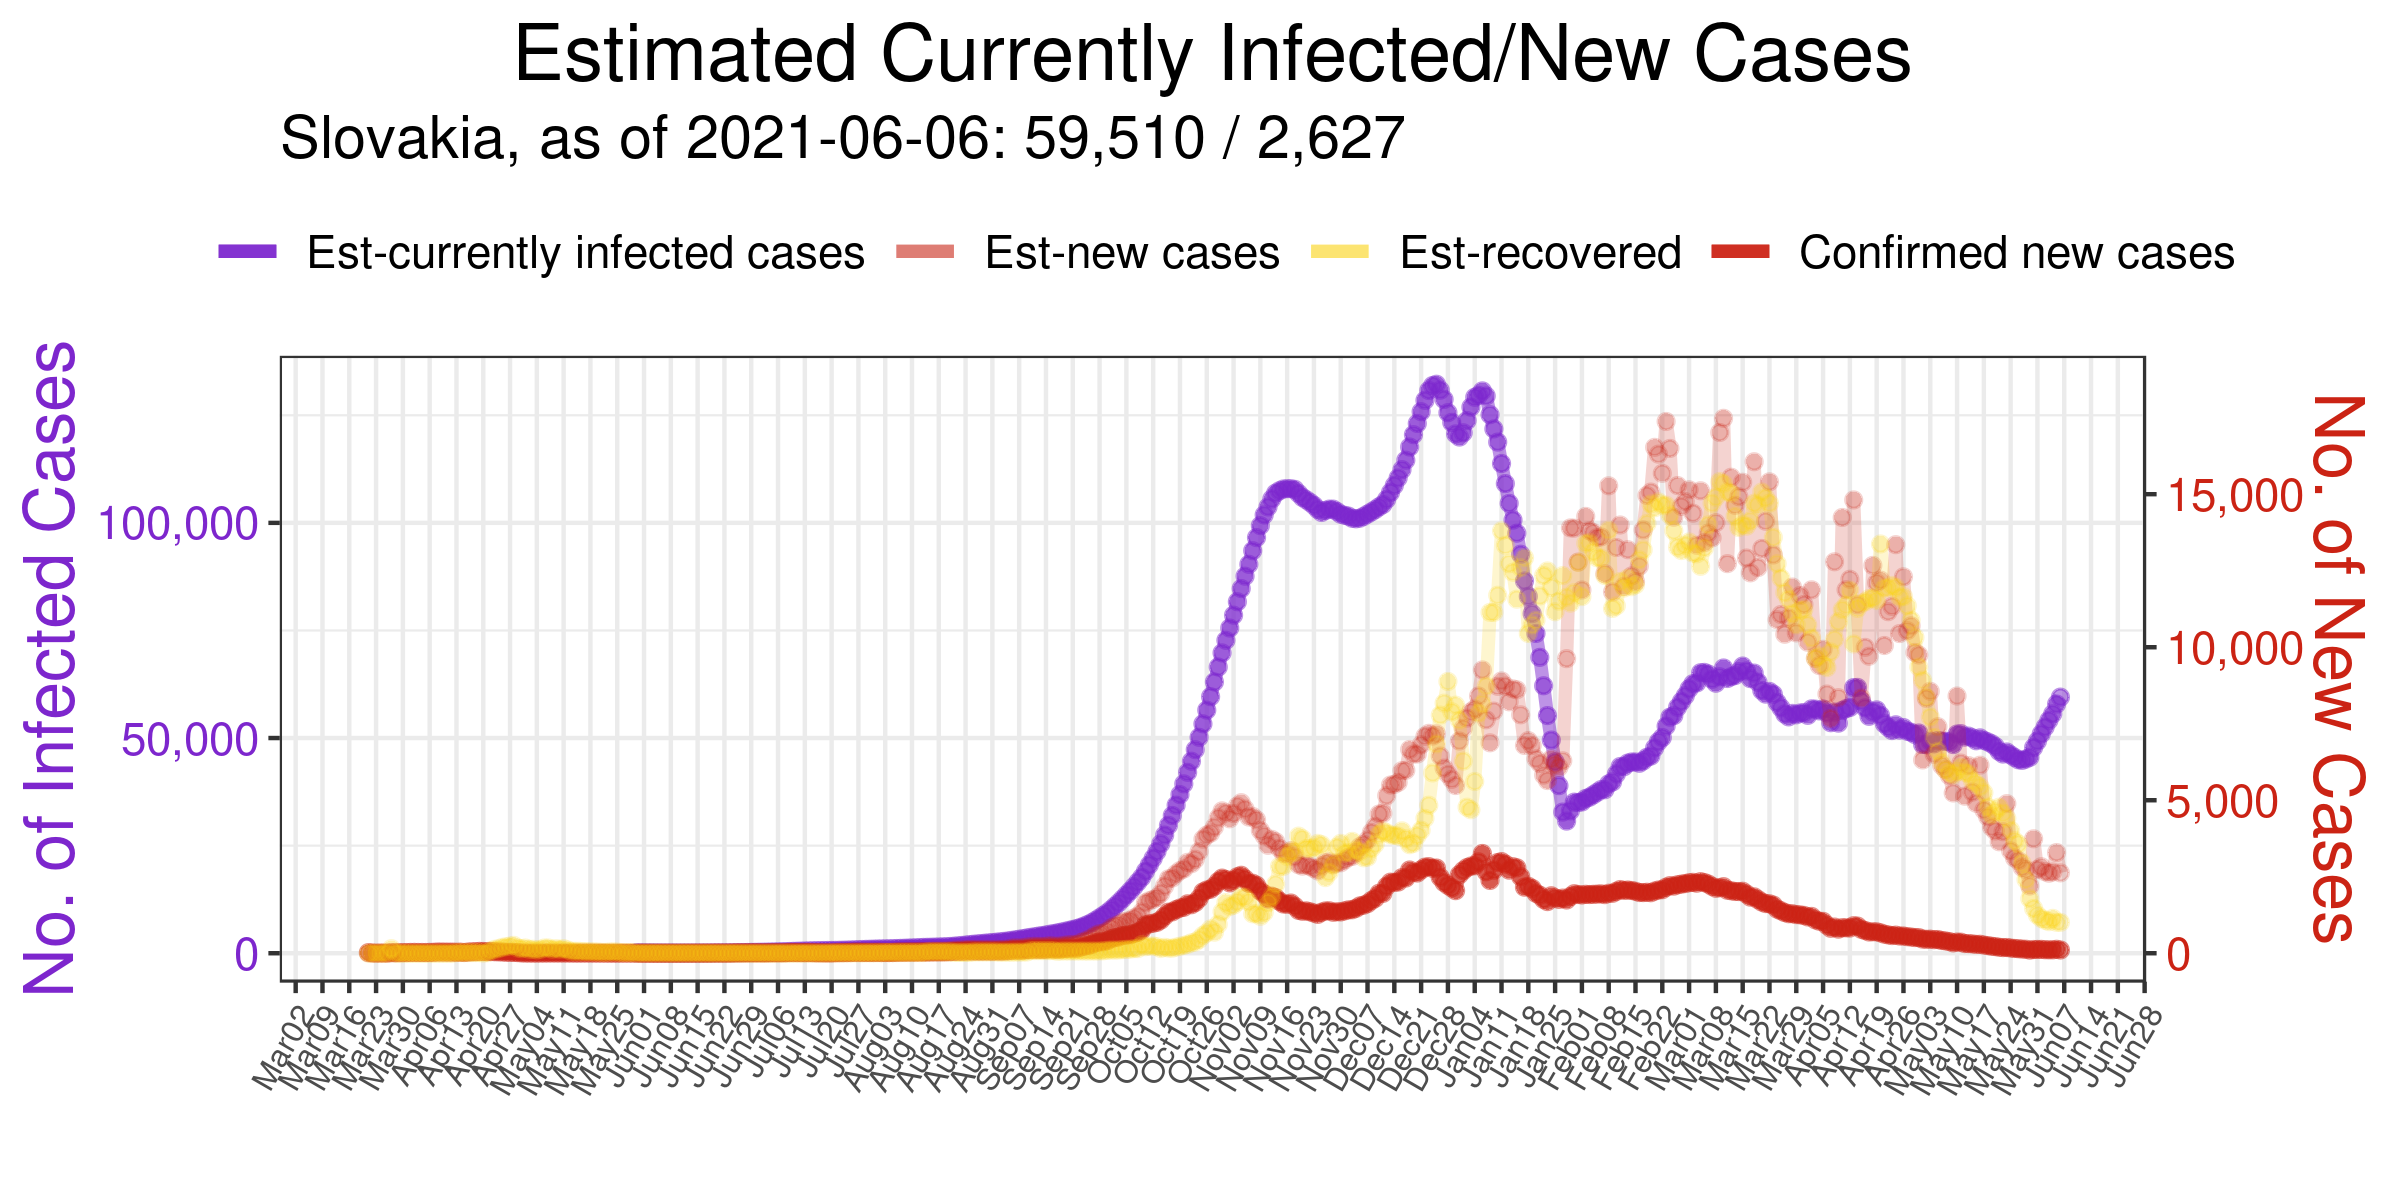 Estimated Currently Infected/New Cases
Slovakia, as of 2021-06-06: 59,510 / 2,627
Est-currently infected cases Est-new cases Est-recovered Confirmed new cases
No. of Infected Cases
100,000
50,000
0
15,000
10,000
5,000
0
No. of New Cases
Mar02 Mar09 Mar16 Mar23 Mar30 Apr06 Apr13 Apr20 Apr27 May04 May11 May18 May25 Jun01 Jun08 Jun15 Jun22 Jun29 Jul06 Jul13 Jul20 Jul27 Aug03 Aug10 Aug17 Aug24 Aug31 Sep07 Sep14 Sep21 Sep28 Oct05 Oct12 Oct19 Oct26 Nov02 Nov09 Nov16 Nov23 Nov30 Dec07 Dec14 Dec21 Dec28 Jan04 Jan11 Jan18 Jan25 Feb01 Feb08 Feb15 Feb22 Mar01 Mar08 Mar15 Mar22 Mar29 Apr05 Apr12 Apr19 Apr26 May03 May10 May17 May24 May31 Jun07 Jun14 Jun21 Jun28